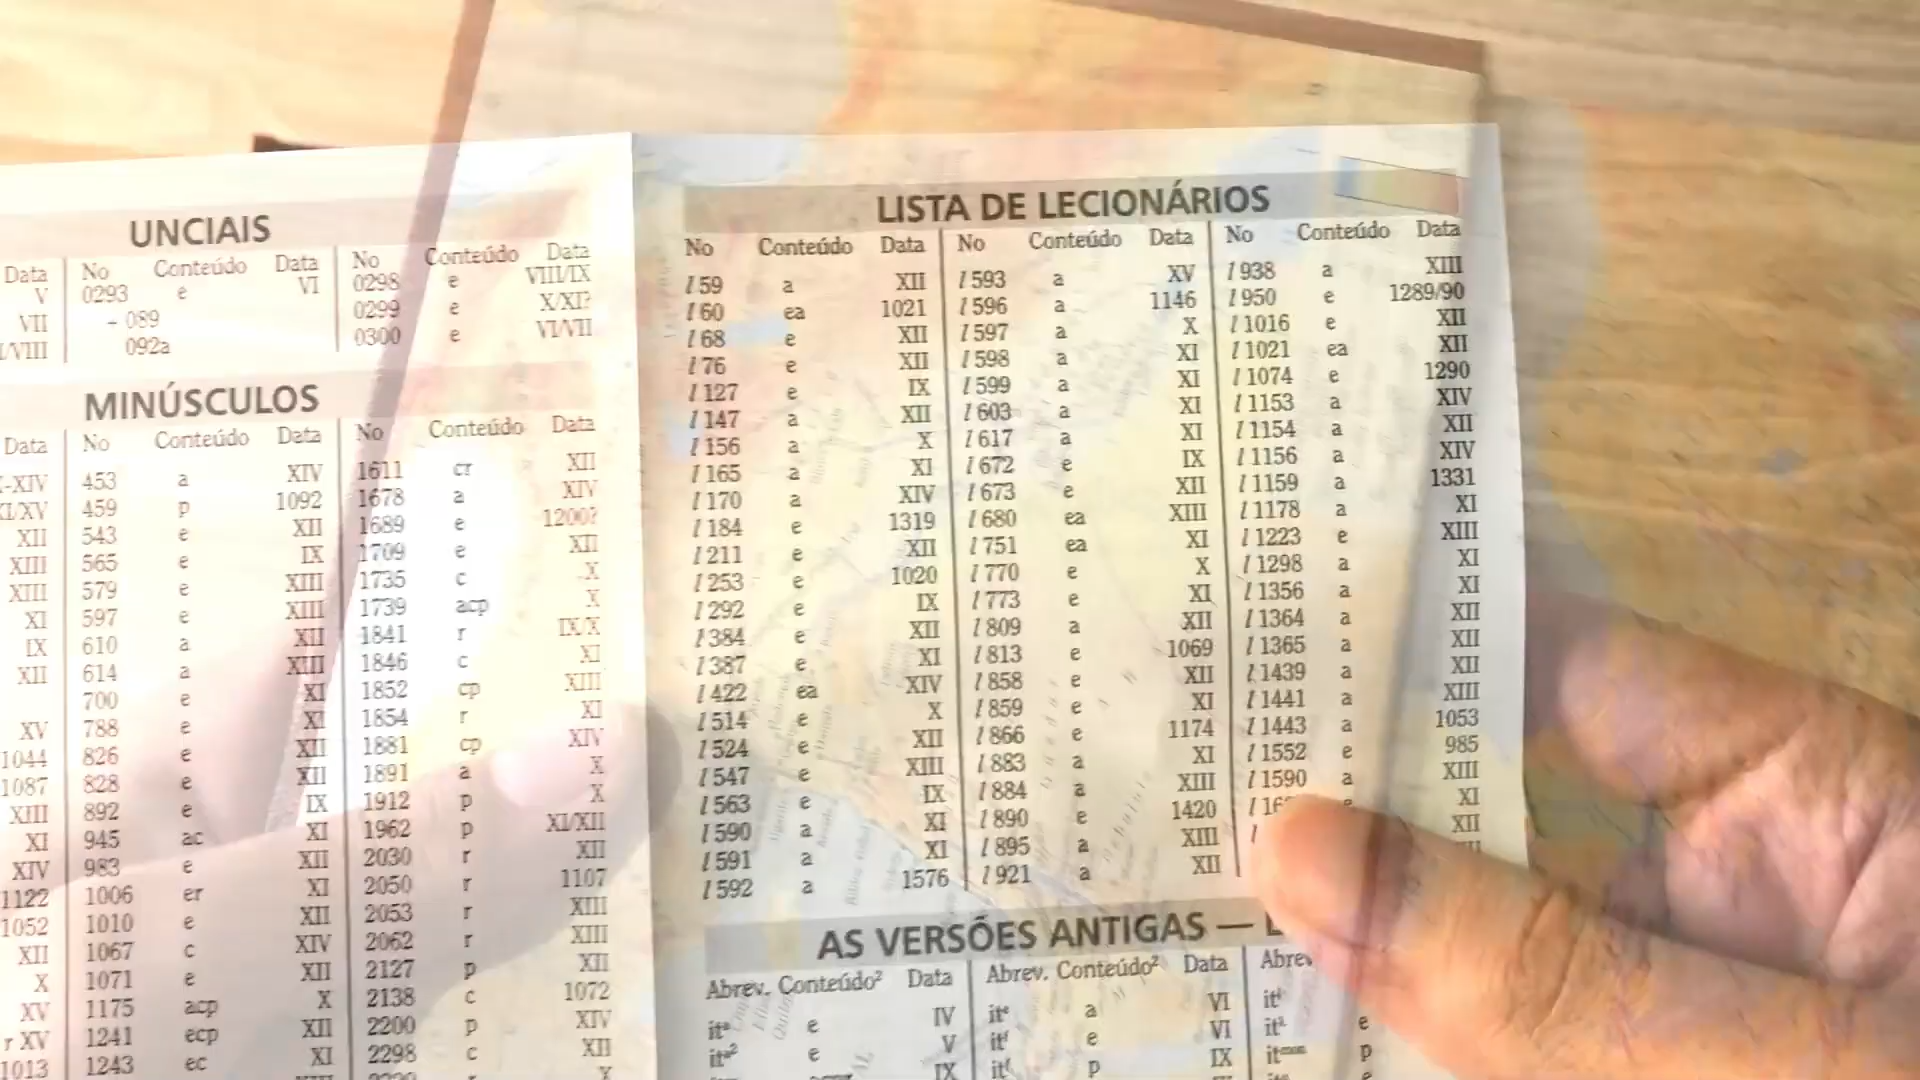 UNCIAIS
Data No Conteúdo Data No Conteúdo Data
V 0293 e VI 0298 e VIII/IX
VII - 089 0299 e X/XI?
/VIII 092a 0300 e VI/VII
MINÚSCULOS
Data No Conteúdo Data No Conteúdo Data
-XIV 453 a XIV 1611 cr XII
XI/XV 459 p 1092 1678 a XIV
XII 543 e XII 1689 e 1200?
XIII 565 e IX 1709 e XII
XIII 579 e XIII 1735 c X
XI 597 e XIII 1739 acp X
IX 610 a XII 1841 r IX/X
XII 614 a XIII 1846 c XI
700 e XI 1852 cp XIII
XV 788 e XI 1854 r XI
1044 826 e XII 1881 cp XIV
1087 828 e XII 1891 a X
XIII 892 e IX 1912 p X
XI 945 ac XI 1962 p XI/XII
XIV 983 e XII 2030 r XII
1122 1006 er XI 2050 r 1107
1052 1010 e XII 2053 r XIII
XII 1067 c XIV 2062 r XIII
X 1071 e XII 2127 p XII
XV 1175 acp X 2138 c 1072
r XV 1241 ecp XII 2200 p XIV
1013 1243 ec XI 2298 c XII
LISTA DE LECIONÁRIOS
No Conteúdo Data No Conteúdo Data No Conteúdo Data
l 59 a XII l 593 a XV l 938 a XIII
l 60 ea 1021 l 596 a 1146 l 950 e 1289/90
l 68 e XII l 597 a X l 1016 e XII
l 76 e XII l 598 a XI l 1021 ea XII
l 127 e IX l 599 a XI l 1074 e 1290
l 147 a XII l 603 a XI l 1153 a XIV
l 156 a X l 617 a XI l 1154 a XII
l 165 a XI l 672 e IX l 1156 a XIV
l 170 a XIV l 673 e XII l 1159 a 1331
l 184 e 1319 l 680 ea XIII l 1178 a XI
l 211 e XII l 751 ea XI l 1223 e XIII
l 253 e 1020 l 770 e X l 1298 a XI
l 292 e IX l 773 e XI l 1356 a XI
l 384 e XII l 809 a XII l 1364 a XII
l 387 e XI l 813 e 1069 l 1365 a XII
l 422 ea XIV l 858 e XII l 1439 a XII
l 514 e X l 859 e XI l 1441 a XIII
l 524 e XII l 866 e 1174 l 1443 a 1053
l 547 e XIII l 883 a XI l 1552 e 985
l 563 e IX l 884 a XIII l 1590 a XIII
l 590 a XI l 890 e 1420 l 16 e XI
l 591 a XI l 895 a XIII l XII
l 592 a 1576 l 921 a XII
AS VERSÕES ANTIGAS —
Abrev. Conteúdo² Data Abrev. Conteúdo² Data Abrev
itᵃ e IV itᵉ a VI
itᵃ² e V itᶠ e VI itˡ e
IX itᶠ p IX itᵐᵒⁿ p